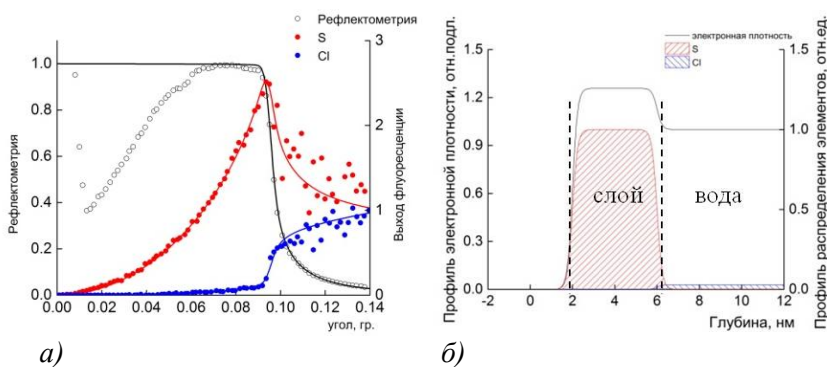 Рефлектометрия
S
Cl
Рефлектометрия
1.0
0.8
0.6
0.4
0.2
0.0
0.00 0.02 0.04 0.06 0.08 0.10 0.12 0.14
угол, гр.
3
2
1
0
Выход флуоресценции
а)
электронная плотность
S
Cl
Профиль электронной плотности, отн.подл.
1.5
1.2
0.9
0.6
0.3
0.0
слой
вода
-2 0 2 4 6 8 10 12
Глубина, нм
1.5
1.0
0.5
0.0
Профиль распределения элементов, отн.ед.
б)